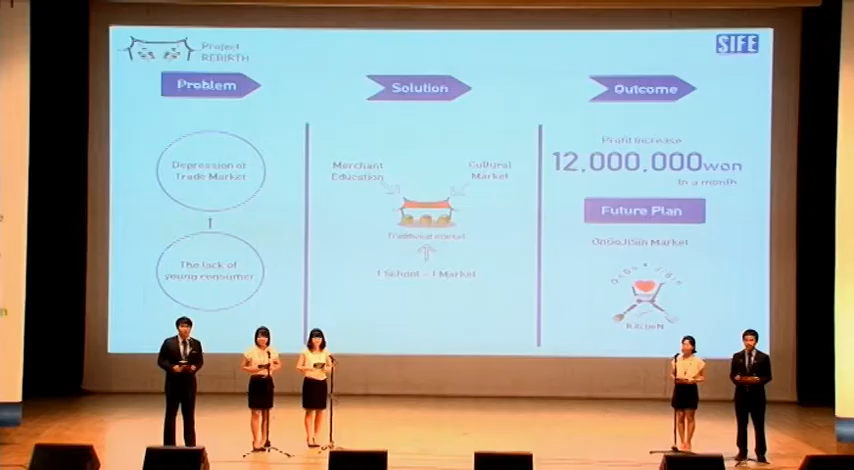 Project
REBIRTH
SIFE
Problem
Solution
Outcome
Depression of
Trade Market
The lack of
young consumer
Merchant
Education
Cultural
Market
Traditional market
1 School - 1 Market
Profit increase
12,000,000won
in a month
Future Plan
OnGoJiSin Market